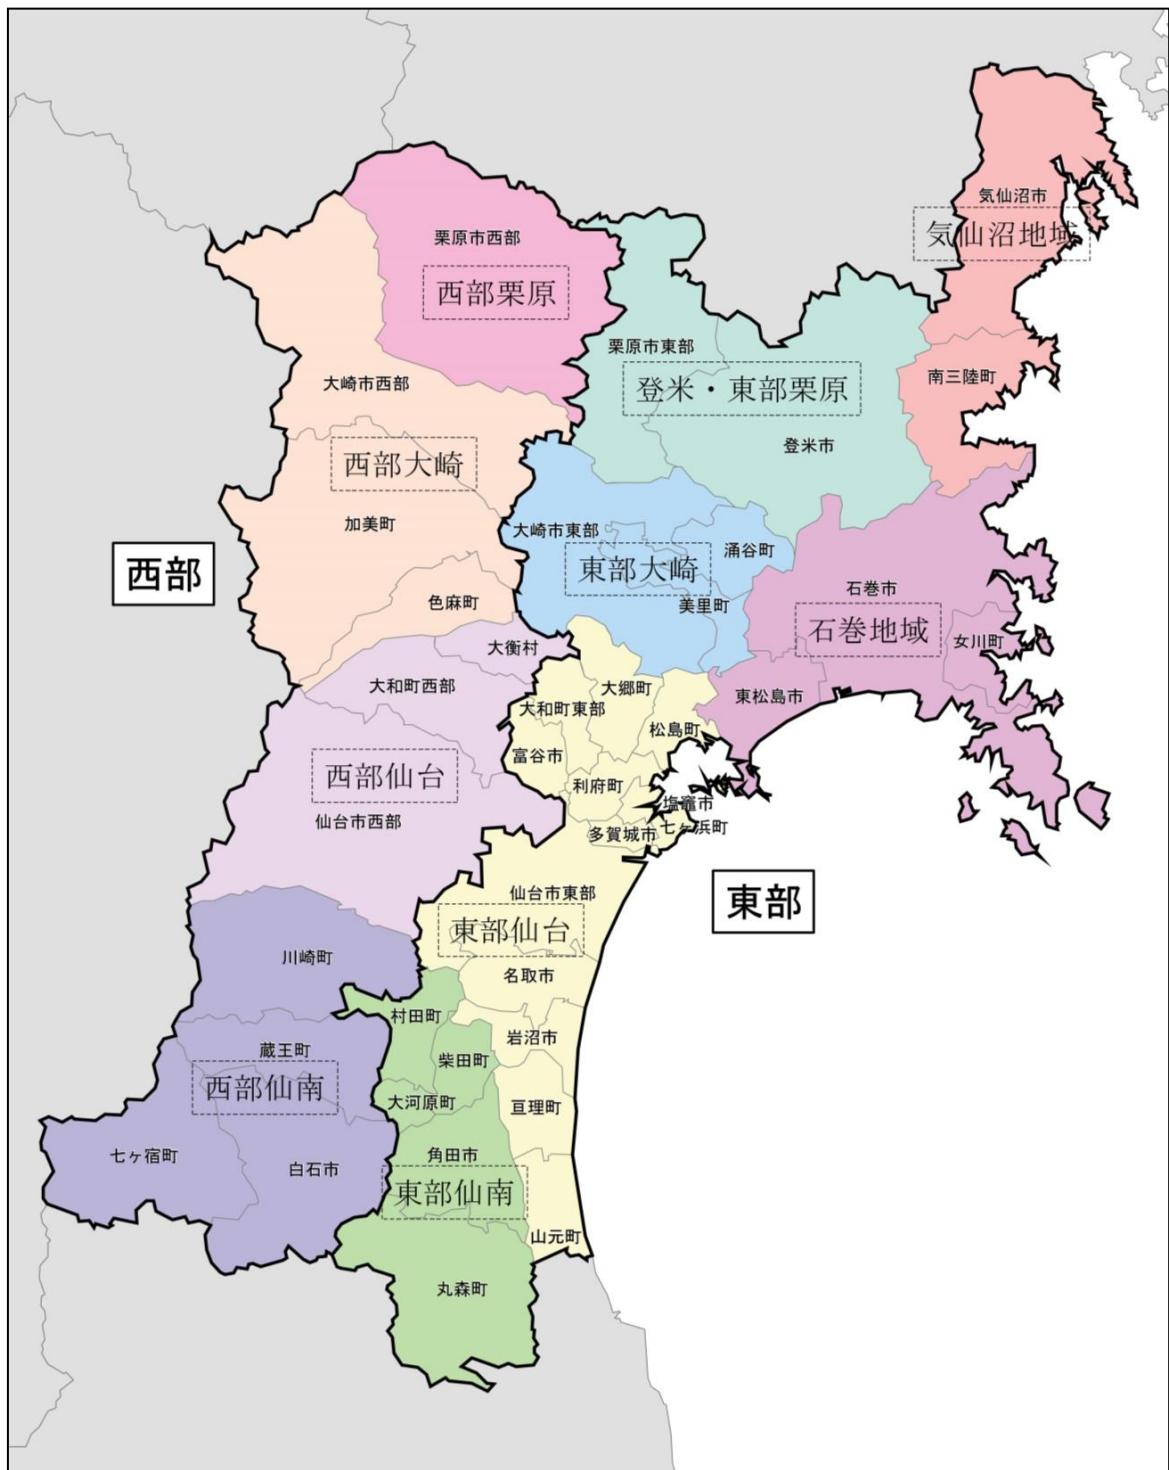 気仙沼市
気仙沼地域
栗原市西部
西部栗原
栗原市東部
登米・東部栗原
南三陸町
大崎市西部
登米市
西部大崎
加美町
大崎市東部
涌谷町
東部大崎
西部
石巻市
色麻町
美里町
石巻地域
女川町
大衡村
大和町西部
大郷町
東松島市
大和町東部
松島町
富谷市
西部仙台
利府町
塩竈市
仙台市西部
多賀城市
七ヶ浜町
仙台市東部
東部
東部仙台
川崎町
名取市
村田町
岩沼市
蔵王町
柴田町
西部仙南
大河原町
亘理町
七ヶ宿町
白石市
角田市
東部仙南
山元町
丸森町